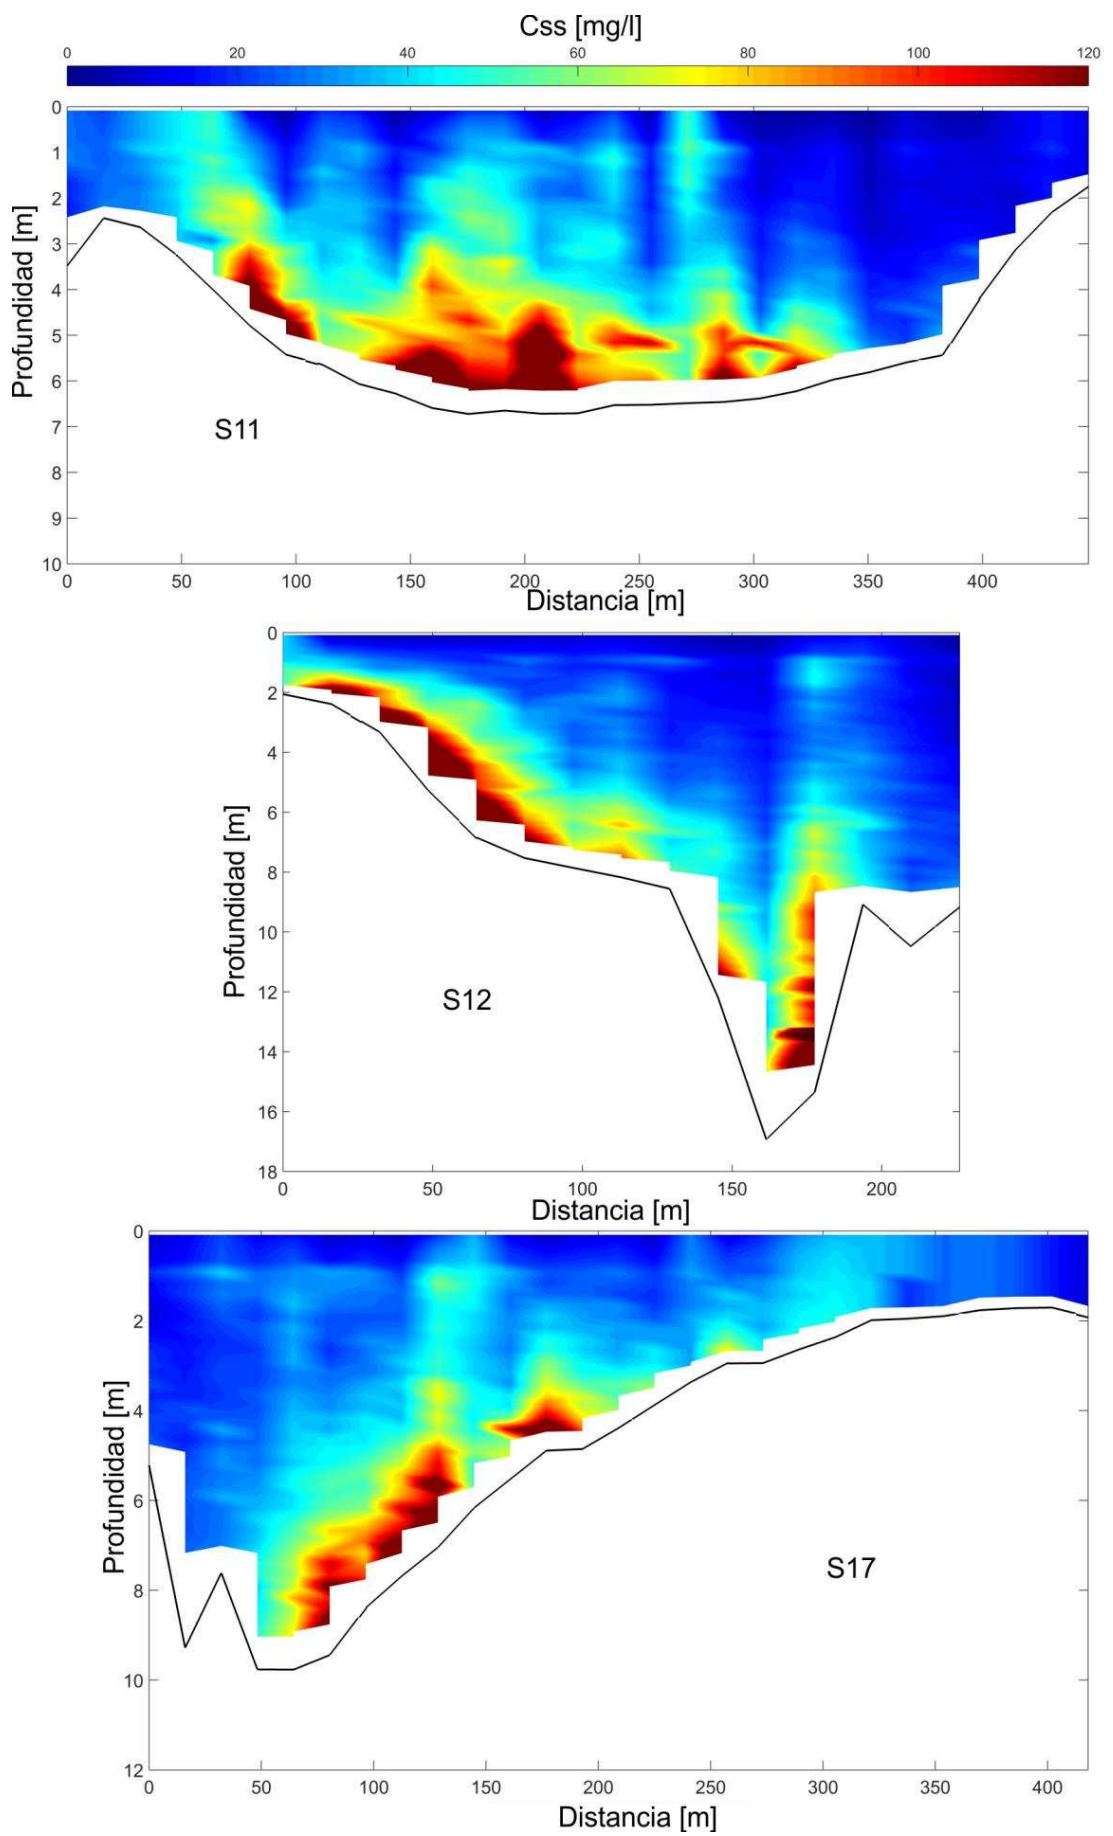 Css [mg/l]
0 20 40 60 80 100 120
Profundidad [m]
0
1
2
3
4
5
6
7
8
9
10
S11
0 50 100 150 200 250 300 350 400
Distancia [m]
Profundidad [m]
0
2
4
6
8
10
12
14
16
18
S12
0 50 100 150 200
Distancia [m]
Profundidad [m]
0
2
4
6
8
10
12
S17
0 50 100 150 200 250 300 350 400
Distancia [m]